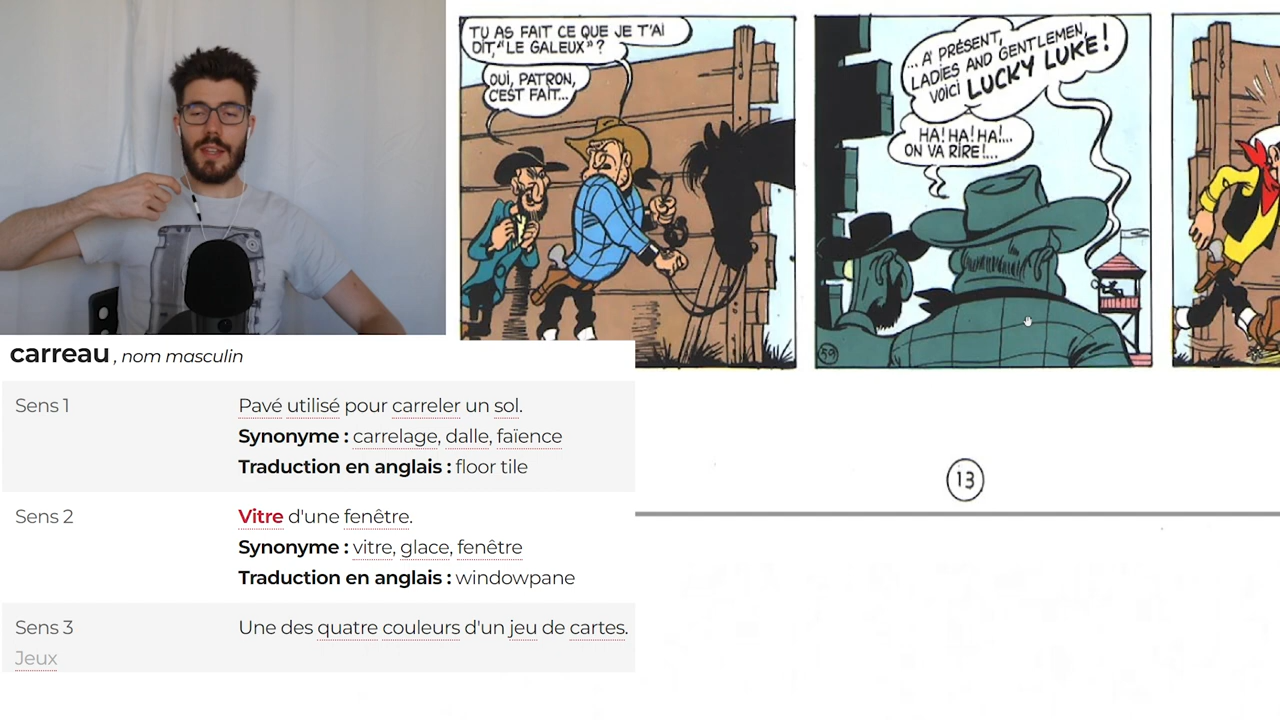 TU AS FAIT CE QUE JE T'AI
DIT, "LE GALEUX" ?
OUI, PATRON,
C'EST FAIT...
... À PRÉSENT,
LADIES AND GENTLEMEN,
VOICI LUCKY LUKE !
HA! HA! HA!...
ON VA RIRE!...
59
13
carreau , nom masculin
Sens 1
Pavé utilisé pour carreler un sol.
Synonyme : carrelage, dalle, faïence
Traduction en anglais : floor tile
Sens 2
Vitre d'une fenêtre.
Synonyme : vitre, glace, fenêtre
Traduction en anglais : windowpane
Sens 3
Une des quatre couleurs d'un jeu de cartes.
Jeux